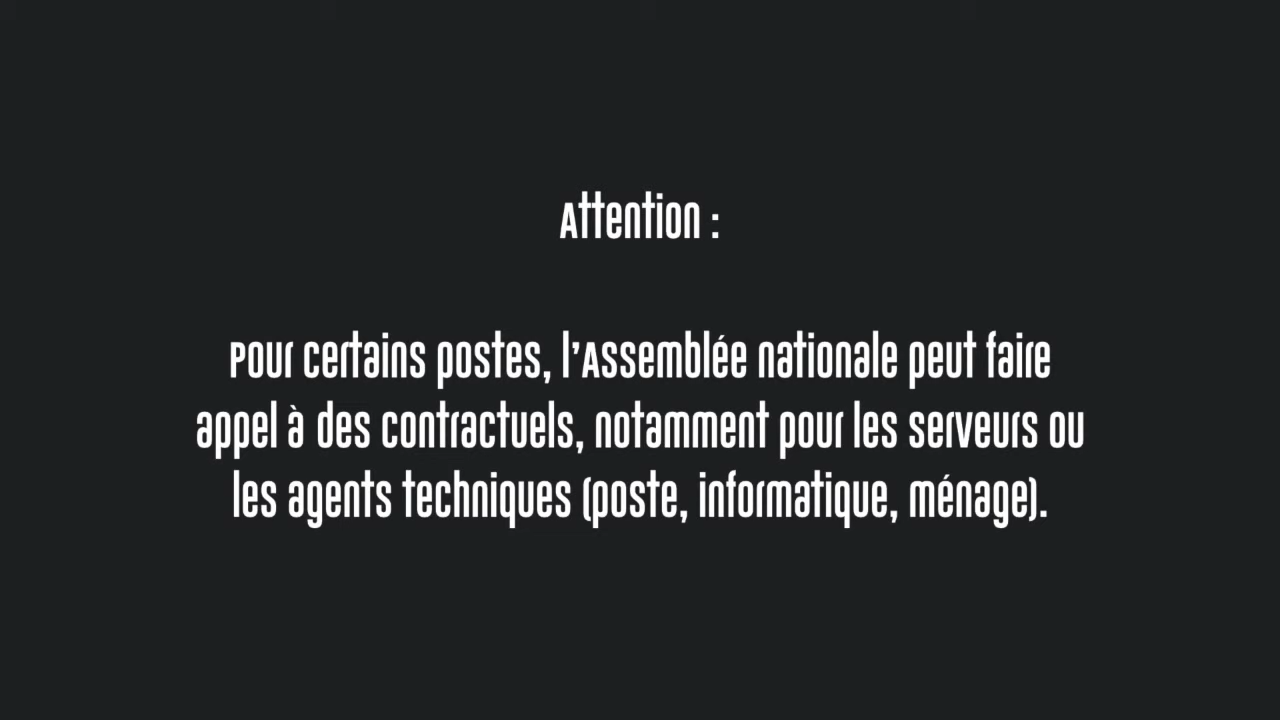 Attention :
Pour certains postes, l'Assemblée nationale peut faire
appel à des contractuels, notamment pour les serveurs ou
les agents techniques (poste, informatique, ménage).